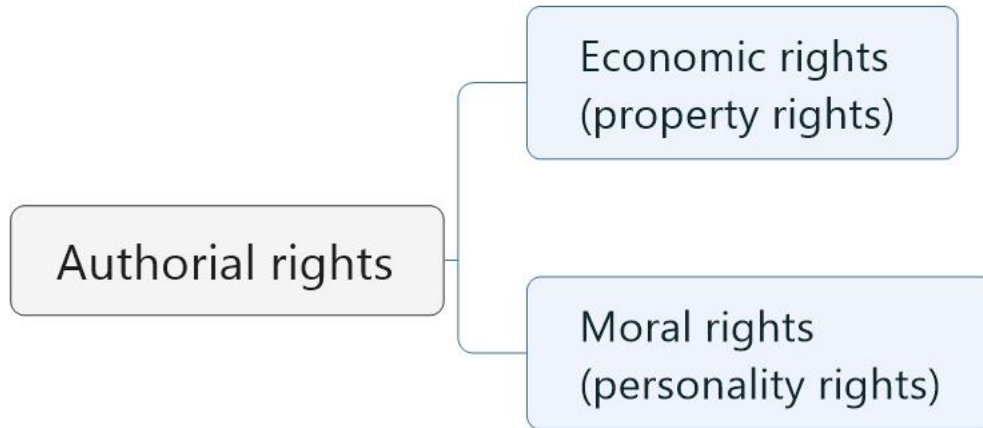 Economic rights
(property rights)
Authorial rights
Moral rights
(personality rights)